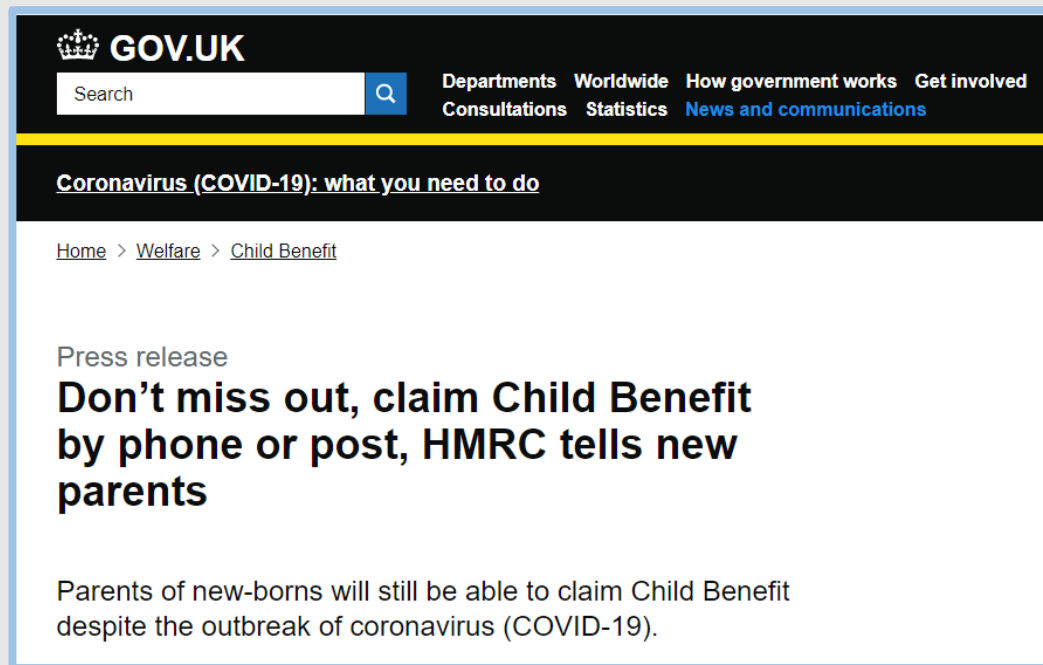 GOV.UK
Search
Departments Worldwide How government works Get involved
Consultations Statistics News and communications
Coronavirus (COVID-19): what you need to do
Home > Welfare > Child Benefit
Press release
Don’t miss out, claim Child Benefit
by phone or post, HMRC tells new
parents
Parents of new-borns will still be able to claim Child Benefit
despite the outbreak of coronavirus (COVID-19).